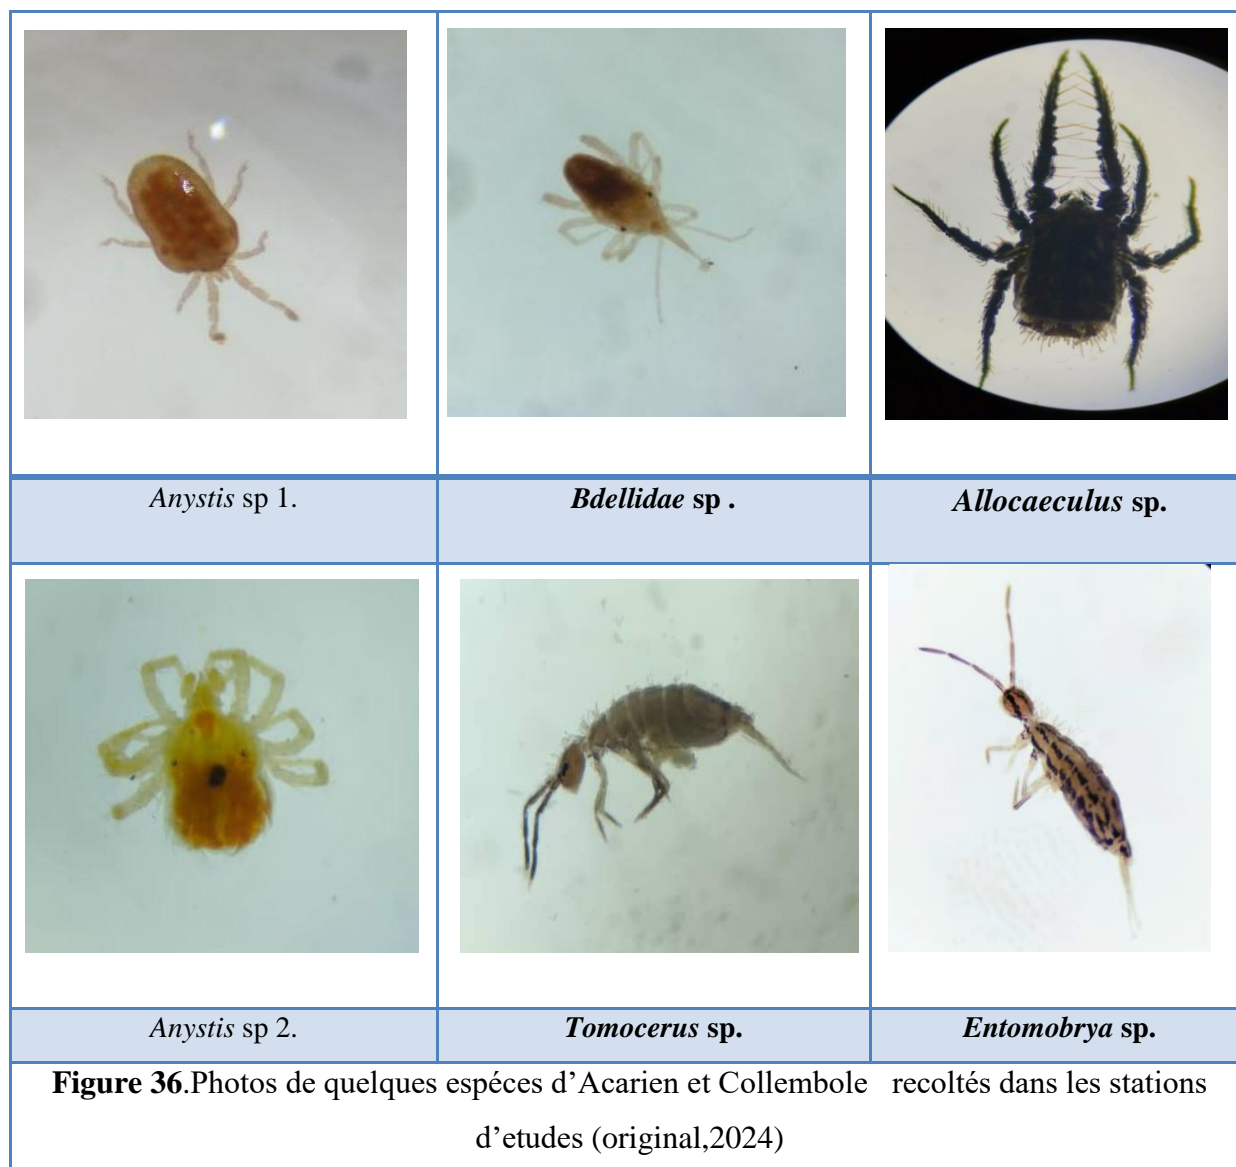 Anystis sp 1.
Bdellidae sp .
Allocaeculus sp.
Anystis sp 2.
Tomocerus sp.
Entomobrya sp.
Figure 36.Photos de quelques espéces d’Acarien et Collembole recoltés dans les stations
d’etudes (original,2024)